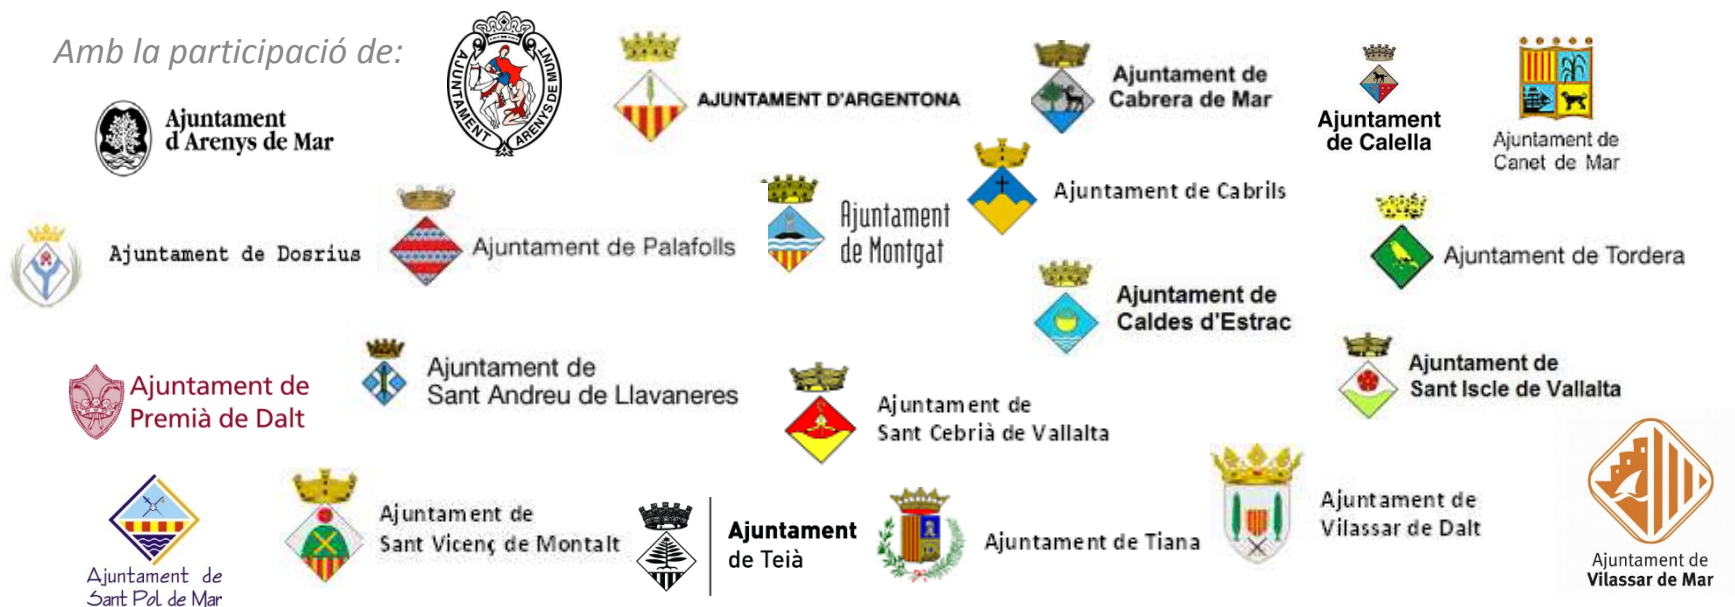 Amb la participació de:
AJUNTAMENT ARENYS DE MUNT
AJUNTAMENT D'ARGENTONA
Ajuntament de
Cabrera de Mar
Ajuntament
de Calella
Ajuntament de
Canet de Mar
Ajuntament
d'Arenys de Mar
Ajuntament de Cabrils
Ajuntament de Dosrius
Ajuntament de Palafolls
Ajuntament
de Montgat
Ajuntament de Tordera
Ajuntament de
Caldes d'Estrac
Ajuntament de
Premià de Dalt
Ajuntament de
Sant Andreu de Llavaneres
Ajuntament de
Sant Cebrià de Vallalta
Ajuntament de
Sant Iscle de Vallalta
Ajuntament de
Sant Pol de Mar
Ajuntament de
Sant Vicenç de Montalt
Ajuntament
de Teià
Ajuntament de Tiana
Ajuntament de
Vilassar de Dalt
Ajuntament de
Vilassar de Mar